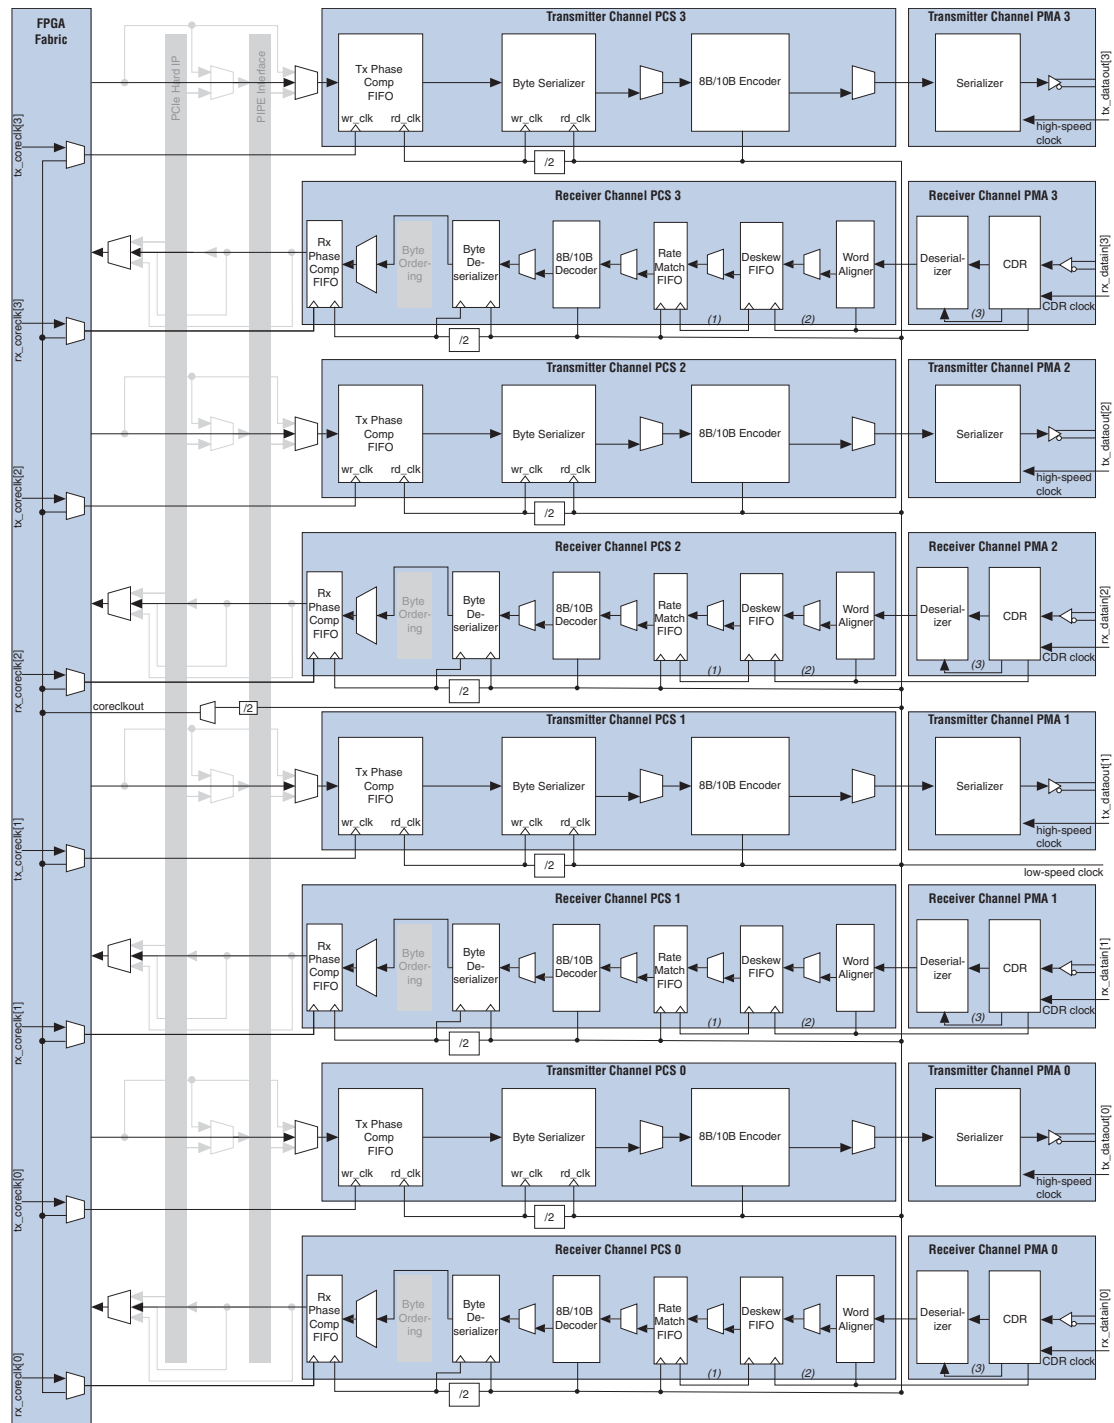 FPGA
Fabric
PCIe Hard IP
PIPE Interface
Transmitter Channel PCS 3
Transmitter Channel PMA 3
Tx Phase
Comp
FIFO
wr_clk
rd_clk
Byte Serializer
8B/10B Encoder
Serializer
high-speed
clock
tx_dataout[3]
tx_coreclk[3]
/2
Receiver Channel PCS 3
Receiver Channel PMA 3
Rx
Phase
Comp
FIFO
Byte
Order-
ing
Byte
De-
serializer
8B/10B
Decoder
Rate
Match
FIFO
Deskew
FIFO
Word
Aligner
Deserial-
izer
CDR
CDR clock
rx_datain[3]
rx_coreclk[3]
/2
(1)
(2)
(3)
Transmitter Channel PCS 2
Transmitter Channel PMA 2
Tx Phase
Comp
FIFO
wr_clk
rd_clk
Byte Serializer
8B/10B Encoder
Serializer
high-speed
clock
tx_dataout[2]
tx_coreclk[2]
/2
Receiver Channel PCS 2
Receiver Channel PMA 2
Rx
Phase
Comp
FIFO
Byte
Order-
ing
Byte
De-
serializer
8B/10B
Decoder
Rate
Match
FIFO
Deskew
FIFO
Word
Aligner
Deserial-
izer
CDR
CDR clock
rx_datain[2]
rx_coreclk[2]
/2
(1)
(2)
(3)
coreclkout
/2
Transmitter Channel PCS 1
Transmitter Channel PMA 1
Tx Phase
Comp
FIFO
wr_clk
rd_clk
Byte Serializer
8B/10B Encoder
Serializer
high-speed
clock
tx_dataout[1]
tx_coreclk[1]
/2
low-speed clock
Receiver Channel PCS 1
Receiver Channel PMA 1
Rx
Phase
Comp
FIFO
Byte
Order-
ing
Byte
De-
serializer
8B/10B
Decoder
Rate
Match
FIFO
Deskew
FIFO
Word
Aligner
Deserial-
izer
CDR
CDR clock
rx_datain[1]
rx_coreclk[1]
/2
(1)
(2)
(3)
Transmitter Channel PCS 0
Transmitter Channel PMA 0
Tx Phase
Comp
FIFO
wr_clk
rd_clk
Byte Serializer
8B/10B Encoder
Serializer
high-speed
clock
tx_dataout[0]
tx_coreclk[0]
/2
Receiver Channel PCS 0
Receiver Channel PMA 0
Rx
Phase
Comp
FIFO
Byte
Order-
ing
Byte
De-
serializer
8B/10B
Decoder
Rate
Match
FIFO
Deskew
FIFO
Word
Aligner
Deserial-
izer
CDR
CDR clock
rx_datain[0]
rx_coreclk[0]
/2
(1)
(2)
(3)